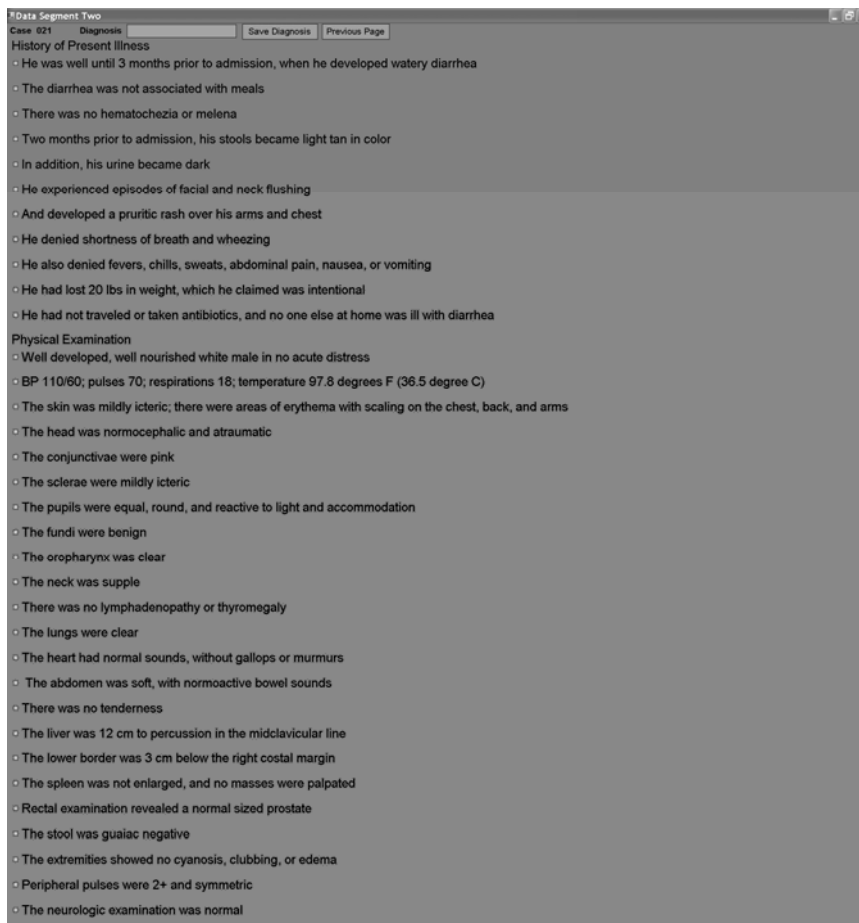 Data Segment Two
Case 021 Diagnosis Save Diagnosis Previous Page
History of Present Illness
He was well until 3 months prior to admission, when he developed watery diarrhea
The diarrhea was not associated with meals
There was no hematochezia or melena
Two months prior to admission, his stools became light tan in color
In addition, his urine became dark
He experienced episodes of facial and neck flushing
And developed a pruritic rash over his arms and chest
He denied shortness of breath and wheezing
He also denied fevers, chills, sweats, abdominal pain, nausea, or vomiting
He had lost 20 lbs in weight, which he claimed was intentional
He had not traveled or taken antibiotics, and no one else at home was ill with diarrhea
Physical Examination
Well developed, well nourished white male in no acute distress
BP 110/60; pulses 70; respirations 18; temperature 97.8 degrees F (36.5 degree C)
The skin was mildly icteric; there were areas of erythema with scaling on the chest, back, and arms
The head was normocephalic and atraumatic
The conjunctivae were pink
The sclerae were mildly icteric
The pupils were equal, round, and reactive to light and accommodation
The fundi were benign
The oropharynx was clear
The neck was supple
There was no lymphadenopathy or thyromegaly
The lungs were clear
The heart had normal sounds, without gallops or murmurs
The abdomen was soft, with normoactive bowel sounds
There was no tenderness
The liver was 12 cm to percussion in the midclavicular line
The lower border was 3 cm below the right costal margin
The spleen was not enlarged, and no masses were palpated
Rectal examination revealed a normal sized prostate
The stool was guaiac negative
The extremities showed no cyanosis, clubbing, or edema
Peripheral pulses were 2+ and symmetric
The neurologic examination was normal